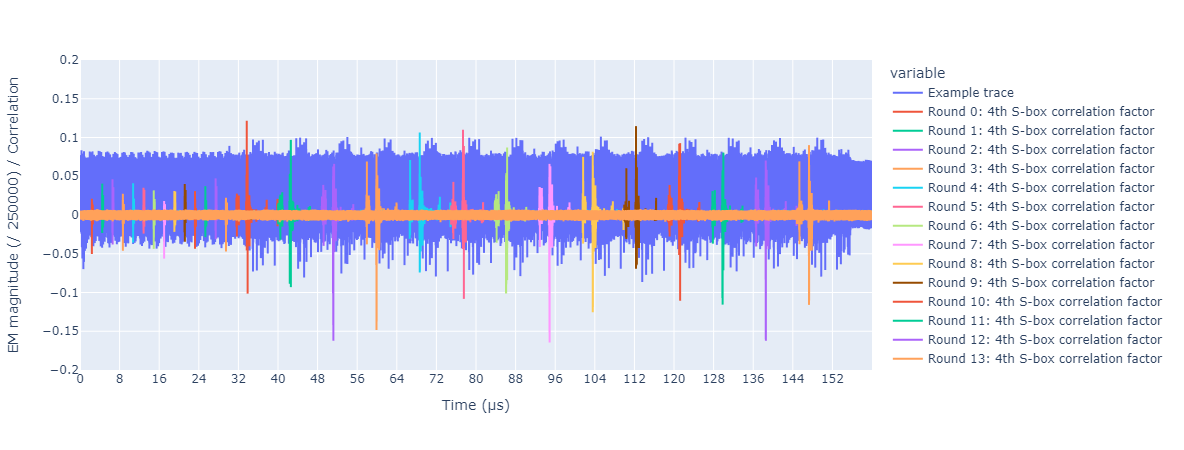 EM magnitude (/ 250000) / Correlation
0.2
0.15
0.1
0.05
0
−0.05
−0.1
−0.15
−0.2
0 8 16 24 32 40 48 56 64 72 80 88 96 104 112 120 128 136 144 152
Time (µs)
variable
Example trace
Round 0: 4th S-box correlation factor
Round 1: 4th S-box correlation factor
Round 2: 4th S-box correlation factor
Round 3: 4th S-box correlation factor
Round 4: 4th S-box correlation factor
Round 5: 4th S-box correlation factor
Round 6: 4th S-box correlation factor
Round 7: 4th S-box correlation factor
Round 8: 4th S-box correlation factor
Round 9: 4th S-box correlation factor
Round 10: 4th S-box correlation factor
Round 11: 4th S-box correlation factor
Round 12: 4th S-box correlation factor
Round 13: 4th S-box correlation factor